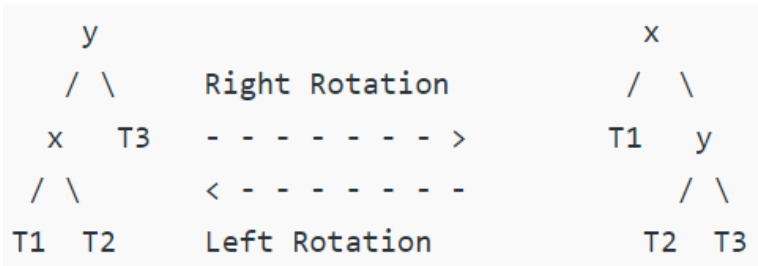 y                               x
/ \     Right Rotation          /  \
x   T3   - - - - - - - >        T1   y
/ \      < - - - - - - -            / \
T1  T2    Left Rotation            T2  T3